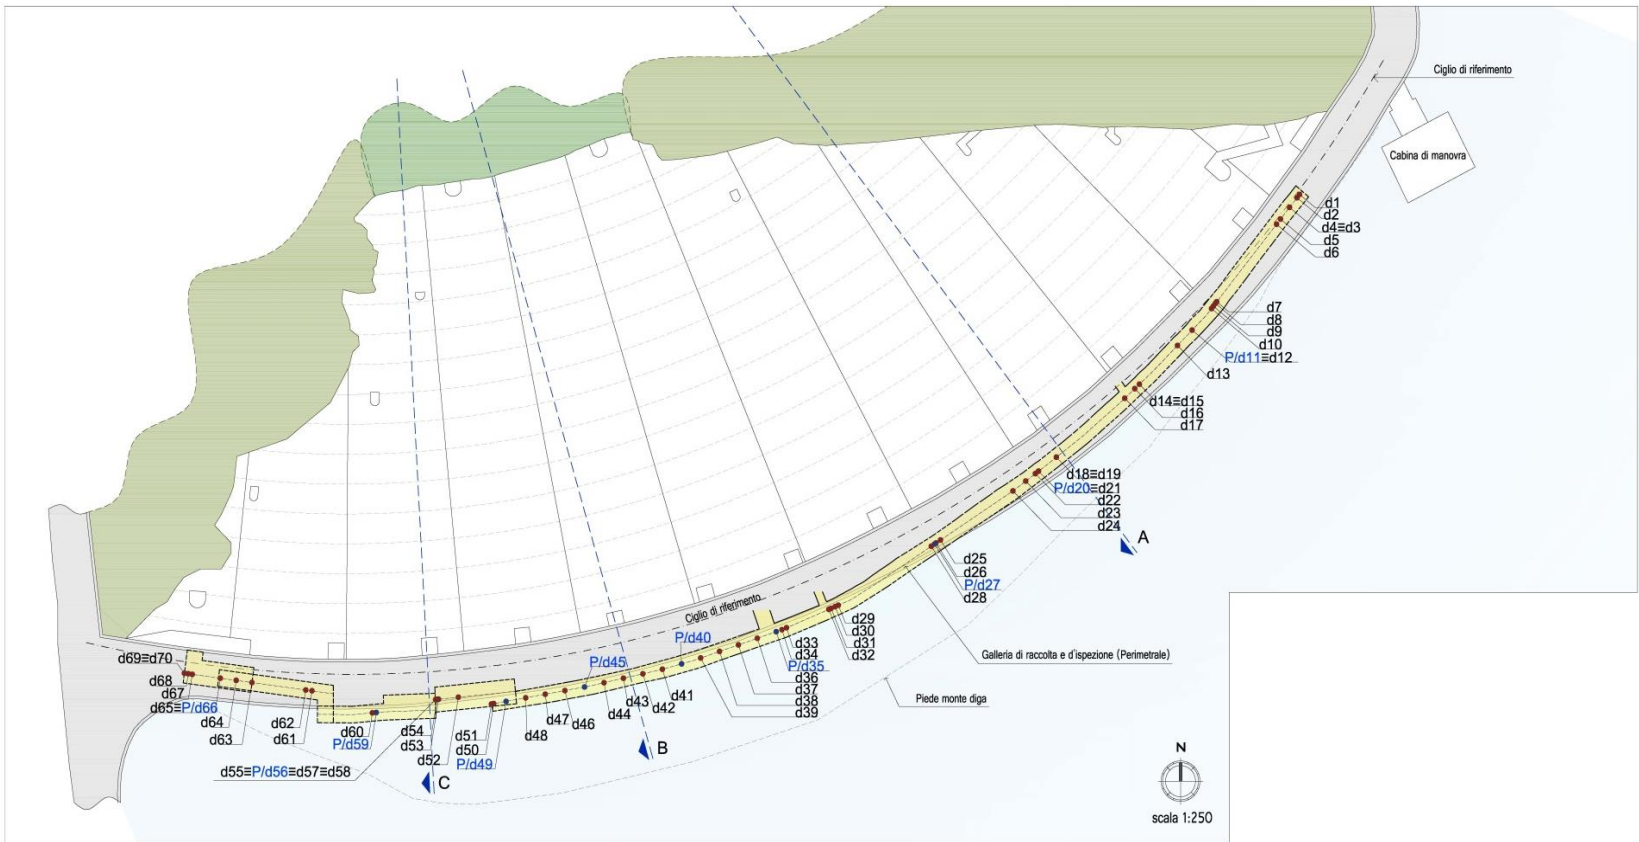 Ciglio di riferimento
Cabina di manovra
d1
d2
d4≡d3
d5
d6
d7
d8
d9
d10
P/d11≡d12
d13
d14≡d15
d16
d17
d18≡d19
P/d20≡d21
d22
d23
d24
A
d25
d26
P/d27
d28
Ciglio di riferimento
d29
d30
d31
d32
d33
d34
P/d35
d36
d37
d38
d39
P/d40
d41
d42
d43
d44
P/d45
d46
d47
d48
Galleria di raccolta e d'ispezione (Perimetrale)
Piede monte diga
B
d51
d50
P/d49
d54
d53
d52
C
d60
P/d59
d55≡P/d56≡d57≡d58
d62
d61
d69≡d70
d68
d67
d65≡P/d66
d64
d63
N
scala 1:250